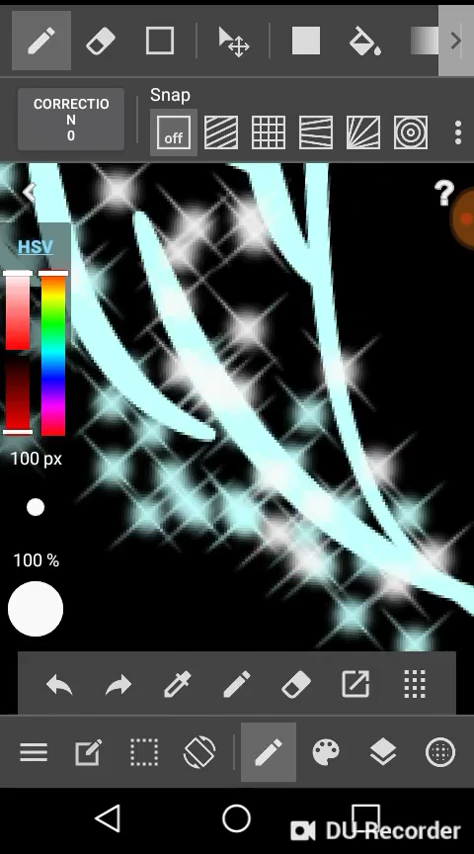 CORRECTIO
N
0
Snap
off
?
HSV
100 px
100 %
DU Recorder